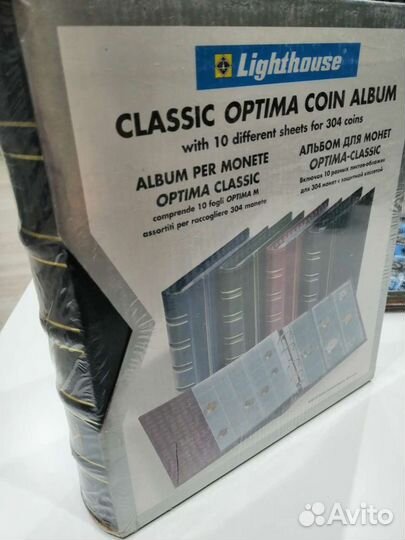 Lighthouse
CLASSIC OPTIMA COIN ALBUM
with 10 different sheets for 304 coins
ALBUM PER MONETE
OPTIMA CLASSIC
comprende 10 fogli OPTIMA M
assortiti per raccogliere 304 monete
АЛЬБОМ ДЛЯ МОНЕТ
OPTIMA-CLASSIC
Включая 10 разных листов-обложек
для 304 монет с защитной кассетой
Avito